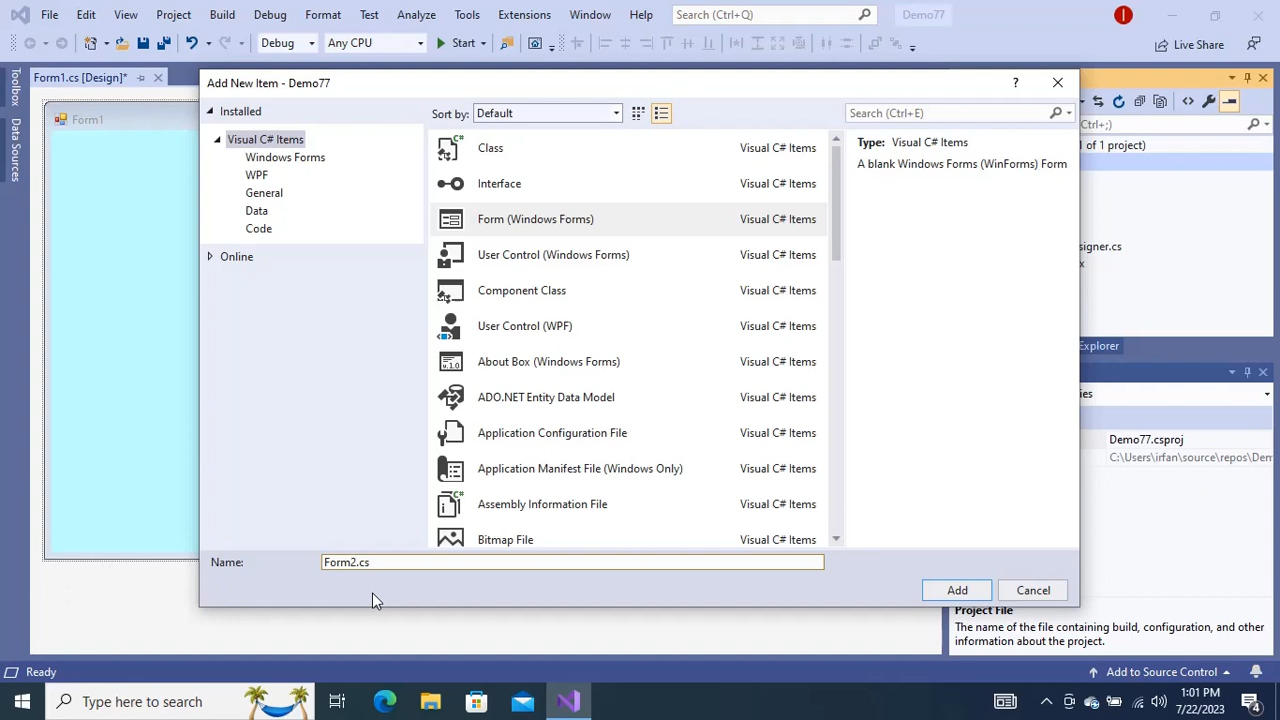 File Edit View Project Build Debug Format Test Analyze Tools Extensions Window Help Search (Ctrl+Q) Demo77
Debug Any CPU Start Live Share
Form1.cs [Design]*
Toolbox
Data Sources
Form1
Add New Item - Demo77 ?
Installed
Sort by: Default
Search (Ctrl+E)
Visual C# Items
Windows Forms
WPF
General
Data
Code
Online
Class Visual C# Items
Interface Visual C# Items
Form (Windows Forms) Visual C# Items
User Control (Windows Forms) Visual C# Items
Component Class Visual C# Items
User Control (WPF) Visual C# Items
About Box (Windows Forms) Visual C# Items
ADO.NET Entity Data Model Visual C# Items
Application Configuration File Visual C# Items
Application Manifest File (Windows Only) Visual C# Items
Assembly Information File Visual C# Items
Bitmap File Visual C# Items
Type: Visual C# Items
A blank Windows Forms (WinForms) Form
Name: Form2.cs
Add Cancel
Ctrl+;)
of 1 project)
signer.cs
x
Explorer
ies
Demo77.csproj
C:\Users\irfan\source\repos\Dem
Project File
The name of the file containing build, configuration, and other
information about the project.
Ready Add to Source Control
Type here to search
1:01 PM
7/22/2023
4